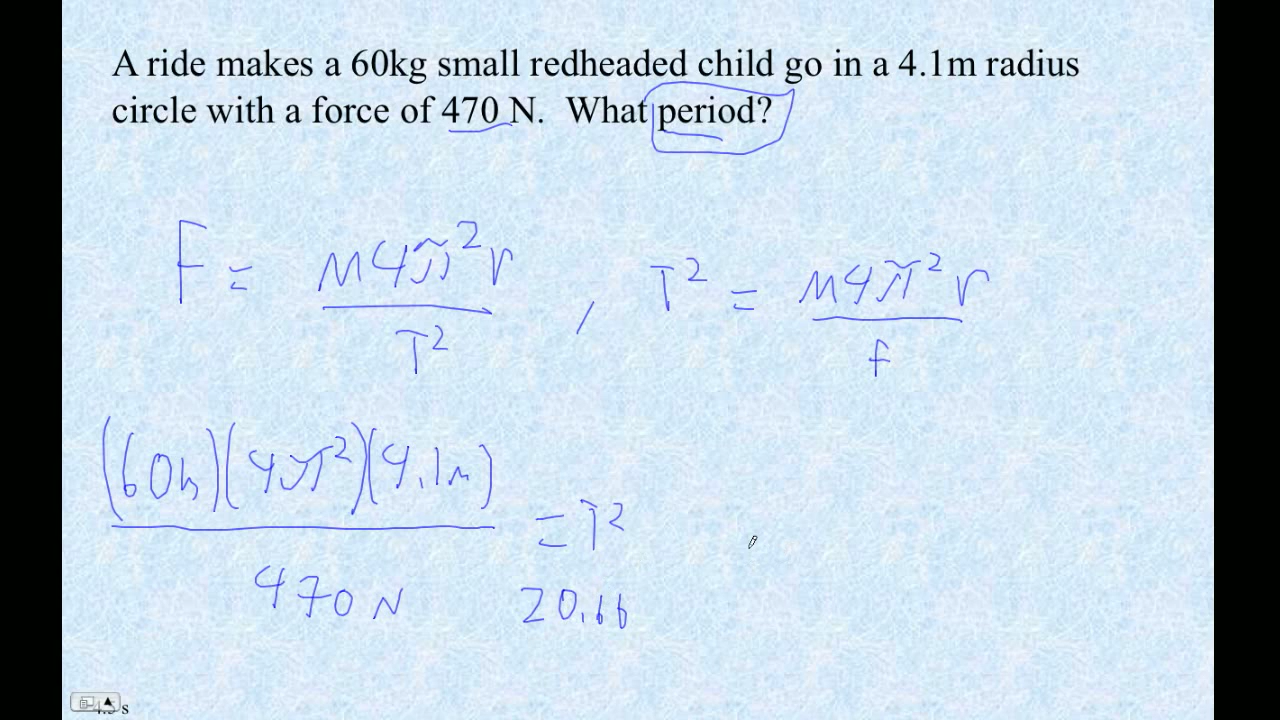 A ride makes a 60kg small redheaded child go in a 4.1m radius
circle with a force of 470 N. What period?
F = m4π²r / T² , T² = m4π²r / F
(60k)(4π²)(4.1m) / 470 N = T²
20.66
s